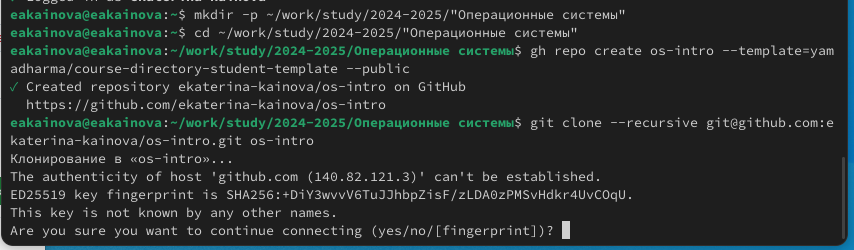 eakainova@eakainova:~$ mkdir -p ~/work/study/2024-2025/"Операционные системы"
eakainova@eakainova:~$ cd ~/work/study/2024-2025/"Операционные системы"
eakainova@eakainova:~/work/study/2024-2025/Операционные системы$ gh repo create os-intro --template=yam
adharma/course-directory-student-template --public
✓ Created repository ekaterina-kainova/os-intro on GitHub
https://github.com/ekaterina-kainova/os-intro
eakainova@eakainova:~/work/study/2024-2025/Операционные системы$ git clone --recursive git@github.com:e
katerina-kainova/os-intro.git os-intro
Клонирование в «os-intro»...
The authenticity of host 'github.com (140.82.121.3)' can't be established.
ED25519 key fingerprint is SHA256:+DiY3wvvV6TuJJhbpZisF/zLDA0zPMSvHdkr4UvCOqU.
This key is not known by any other names.
Are you sure you want to continue connecting (yes/no/[fingerprint])?